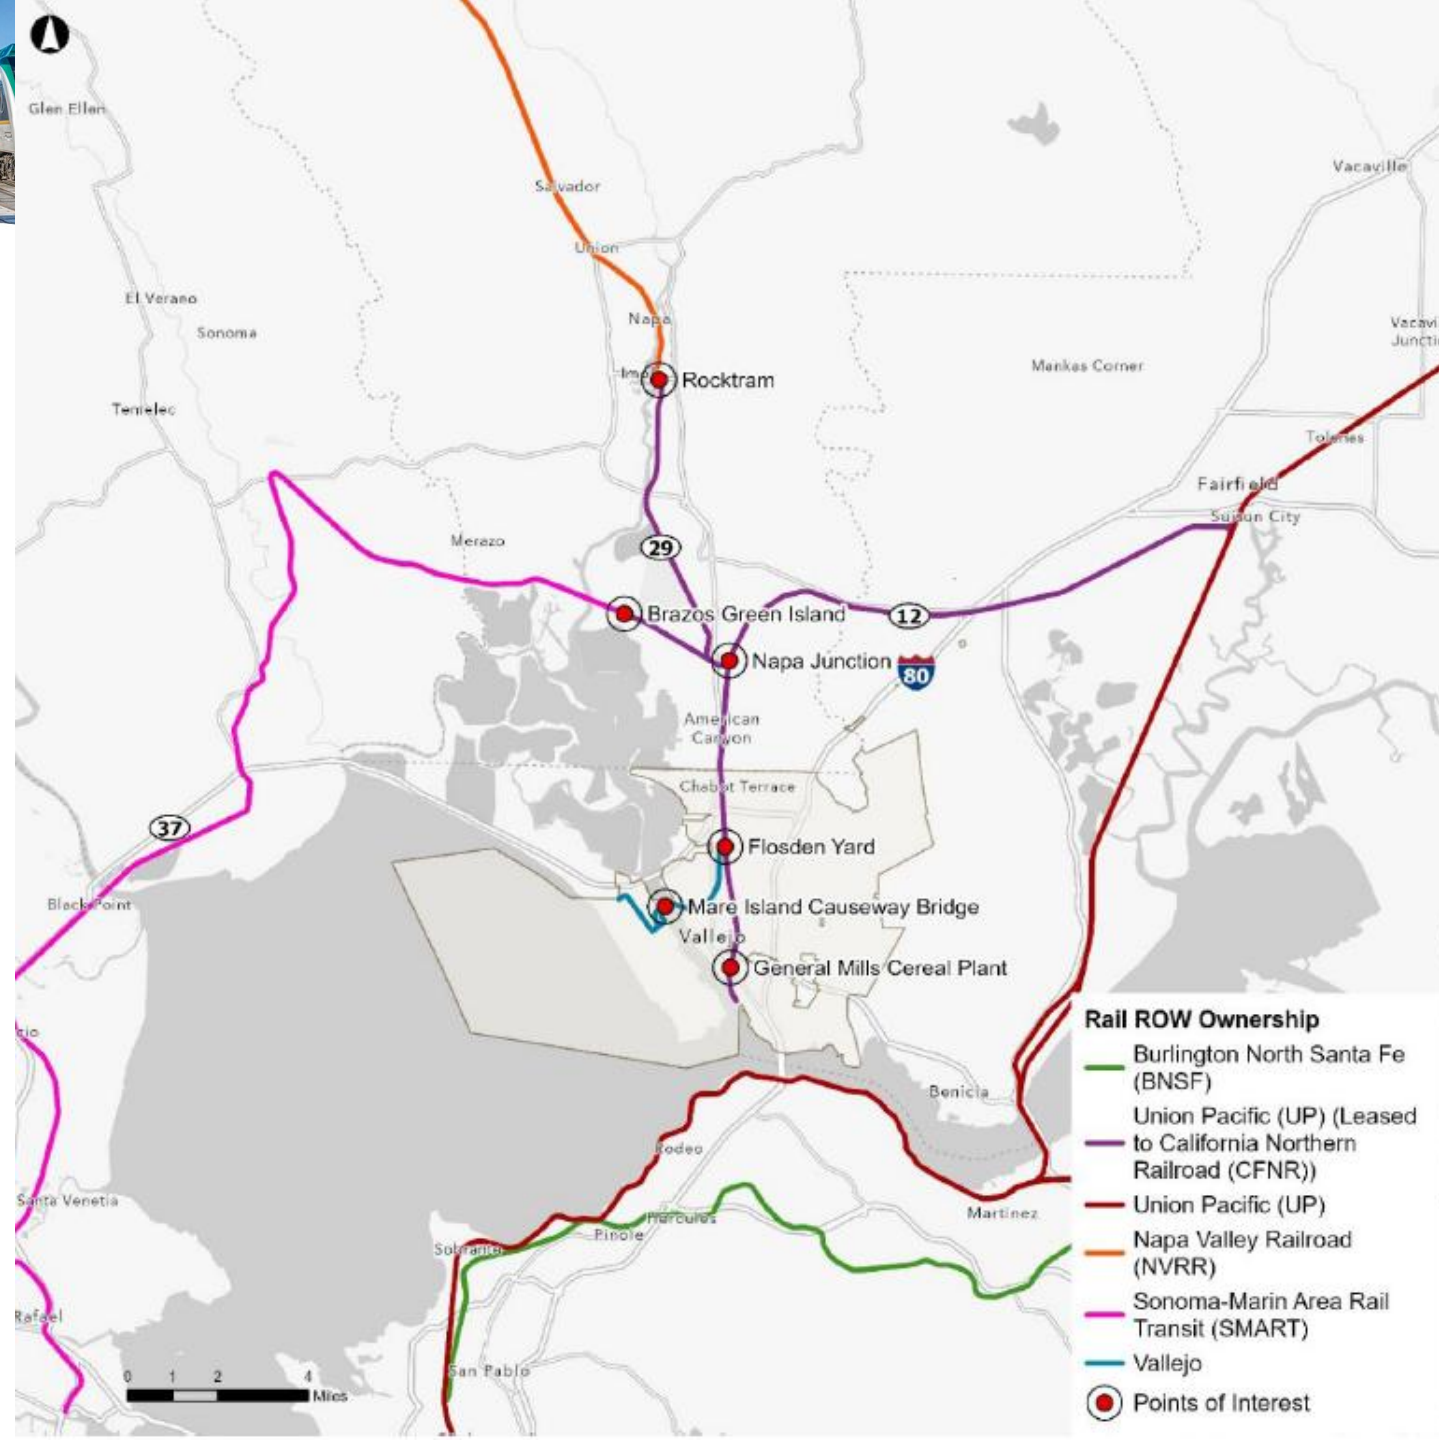 Glen Ellen
Vacaville
Salvador
Union
El Verano
Napa
Sonoma
Mankas Corner
Rocktram
Temelec
Tolenas
Fairfield
Suisun City
Merazo
29
Brazos Green Island
12
Napa Junction
80
American
Canyon
Chabot Terrace
37
Flosden Yard
Black Point
Mare Island Causeway Bridge
Vallejo
General Mills Cereal Plant
Benicia
Rodeo
Santa Venetia
Martinez
Hercules
Pinole
Sobrante
Rafael
San Pablo
0 1 2 4
Miles
Rail ROW Ownership
Burlington North Santa Fe
(BNSF)
Union Pacific (UP) (Leased
to California Northern
Railroad (CFNR))
Union Pacific (UP)
Napa Valley Railroad
(NVRR)
Sonoma-Marin Area Rail
Transit (SMART)
Vallejo
Points of Interest